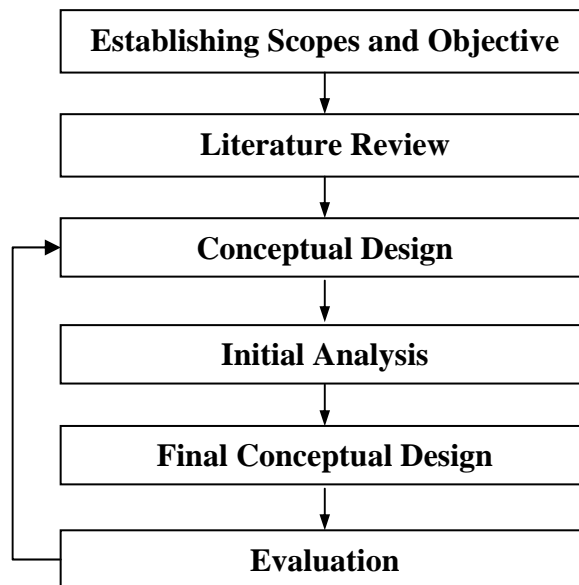 Establishing Scopes and Objective
Literature Review
Conceptual Design
Initial Analysis
Final Conceptual Design
Evaluation